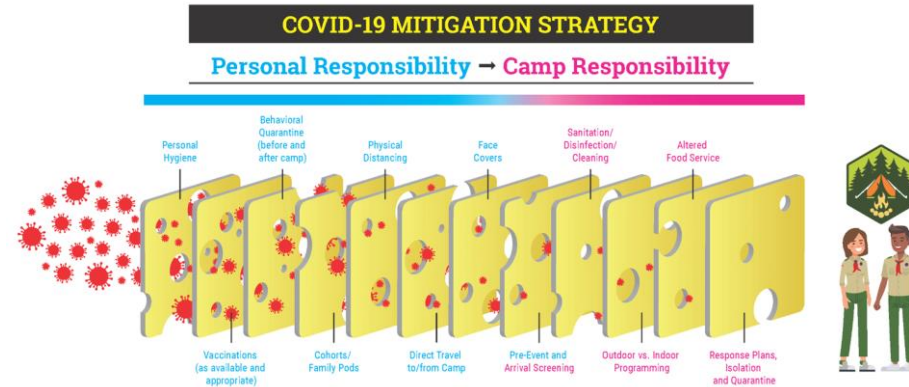 COVID-19 MITIGATION STRATEGY
Personal Responsibility → Camp Responsibility
Personal
Hygiene
Behavioral
Quarantine
(before and
after camp)
Physical
Distancing
Face
Covers
Sanitation/
Disinfection/
Cleaning
Altered
Food Service
Vaccinations
(as available and
appropriate)
Cohorts/
Family Pods
Direct Travel
to/from Camp
Pre-Event and
Arrival Screening
Outdoor vs. Indoor
Programming
Response Plans,
Isolation
and Quarantine